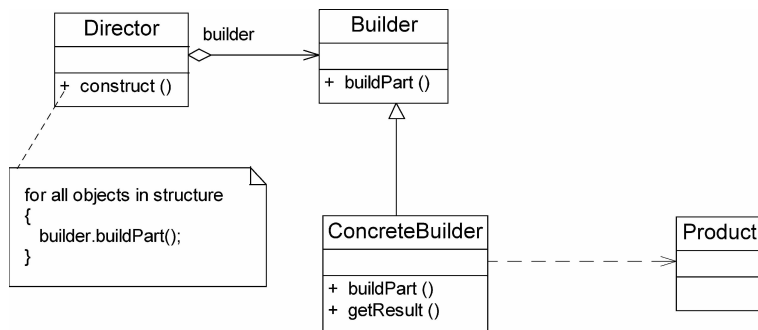 Director
builder
Builder
+ construct ()
+ buildPart ()
for all objects in structure
{
builder.buildPart();
}
ConcreteBuilder
Product
+ buildPart ()
+ getResult ()